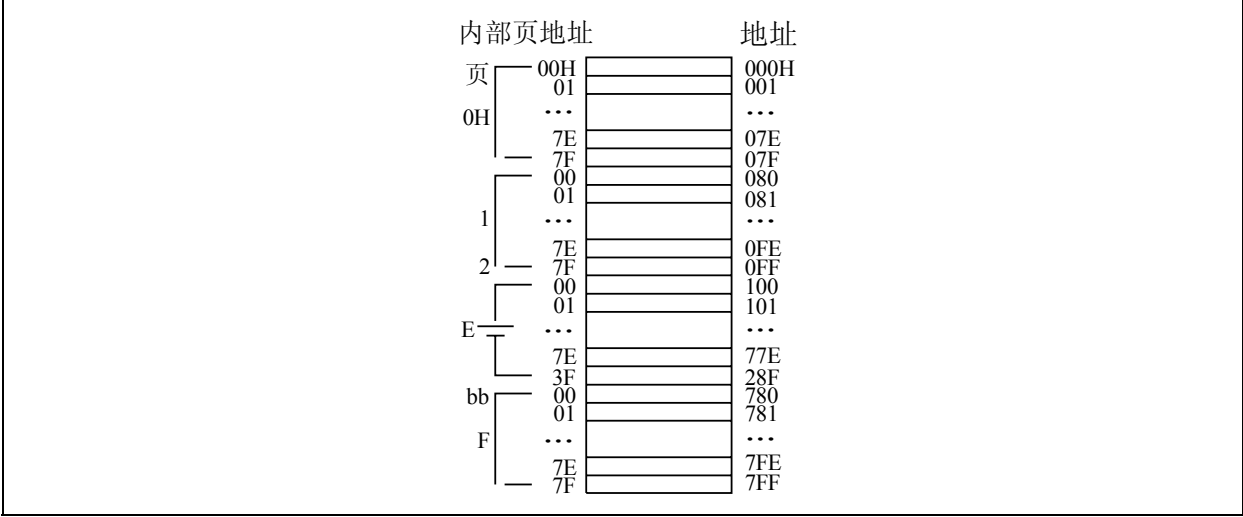 内部页地址 地址
页 00H 000H
01 001
0H … …
7E 07E
7F 07F
00 080
01 081
1 … …
7E 0FE
2 7F 0FF
00 100
01 101
E … …
7E 77E
3F 28F
bb 00 780
01 781
F … …
7E 7FE
7F 7FF